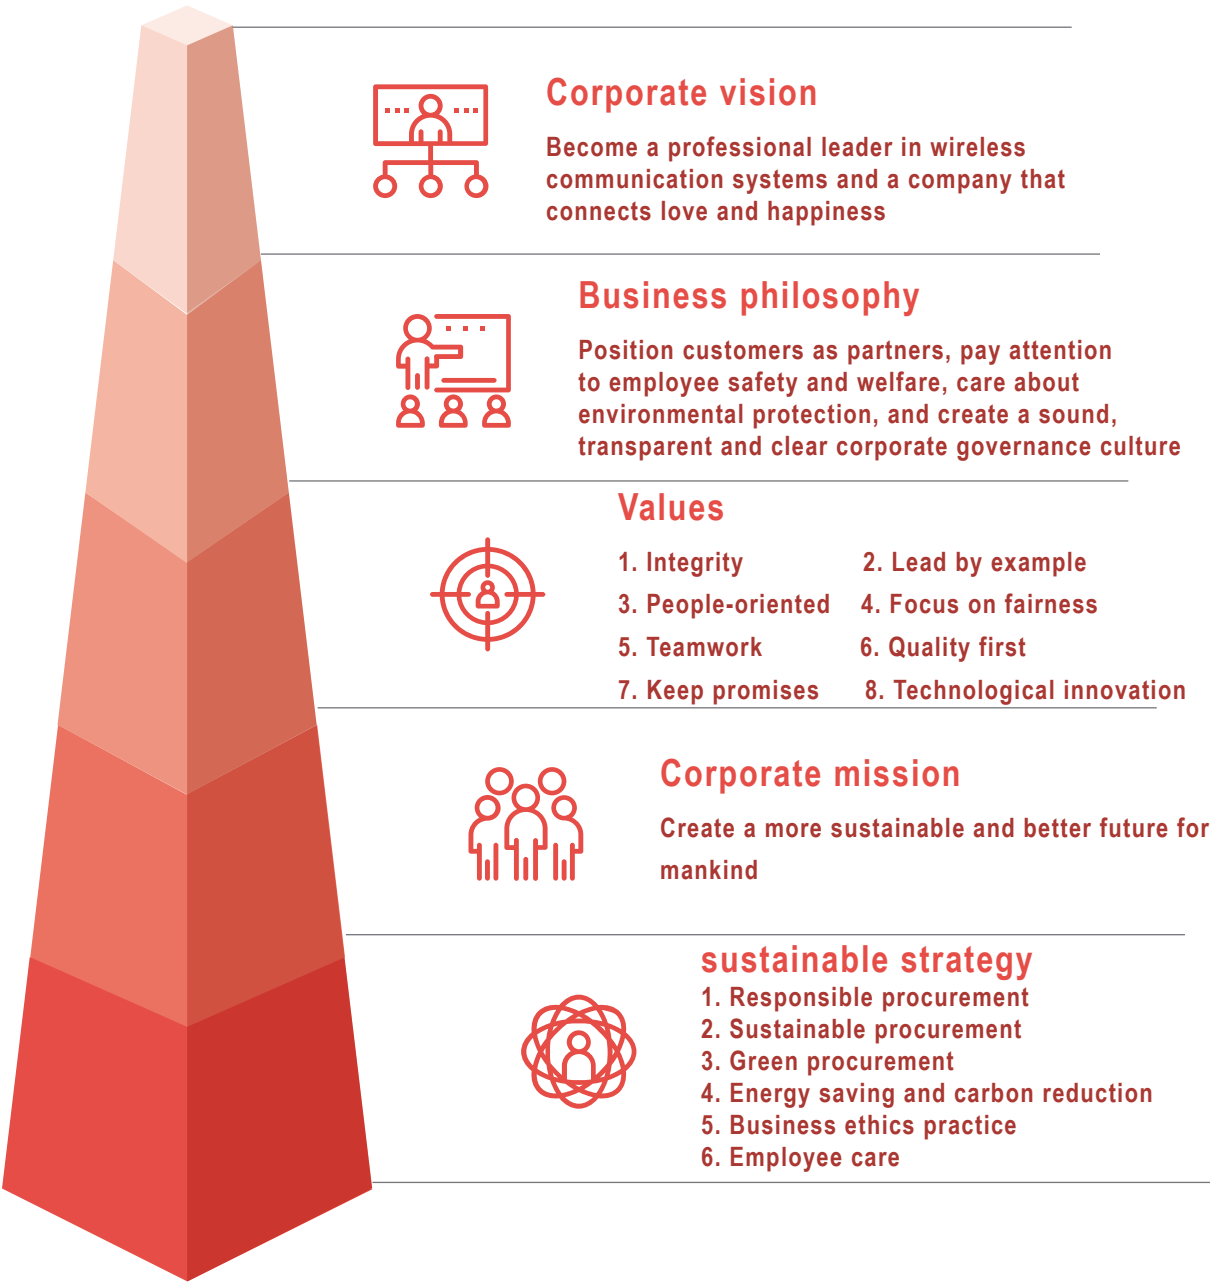 Corporate vision
Become a professional leader in wireless
communication systems and a company that
connects love and happiness
Business philosophy
Position customers as partners, pay attention
to employee safety and welfare, care about
environmental protection, and create a sound,
transparent and clear corporate governance culture
Values
1. Integrity 2. Lead by example
3. People-oriented 4. Focus on fairness
5. Teamwork 6. Quality first
7. Keep promises 8. Technological innovation
Corporate mission
Create a more sustainable and better future for
mankind
sustainable strategy
1. Responsible procurement
2. Sustainable procurement
3. Green procurement
4. Energy saving and carbon reduction
5. Business ethics practice
6. Employee care